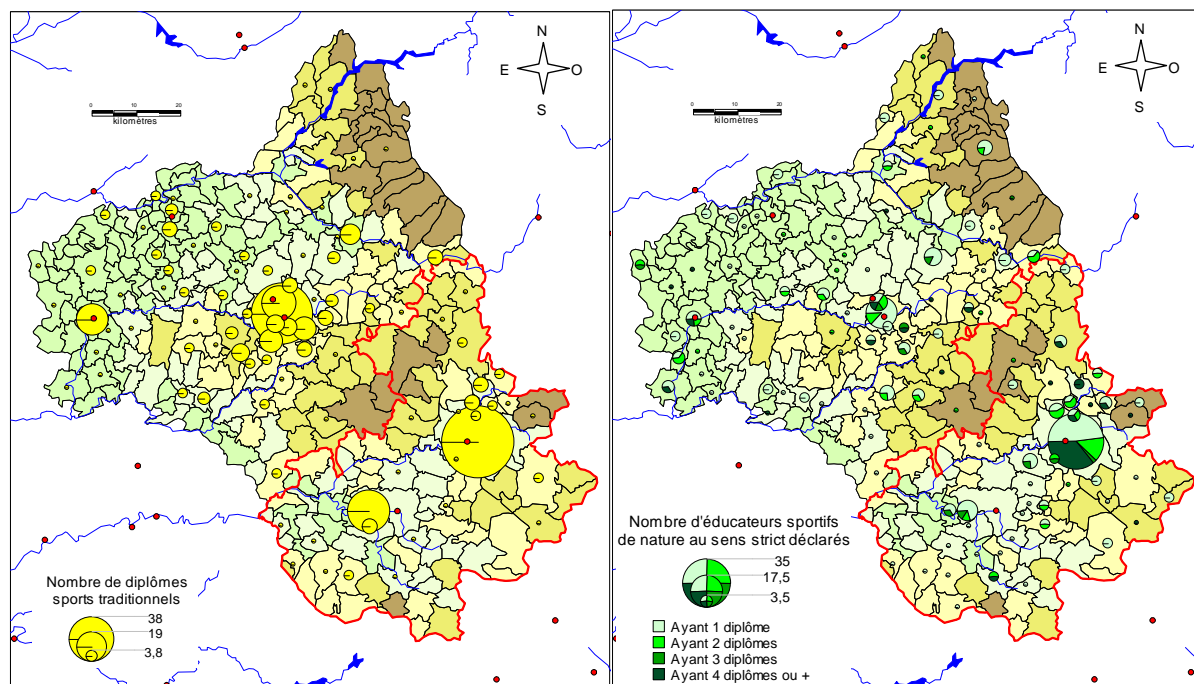 N
E
O
S
0 10 20
kilomètres
Nombre de diplômes
sports traditionnels
38
19
3,8
N
E
O
S
0 10 20
kilomètres
Nombre d'éducateurs sportifs
de nature au sens strict déclarés
35
17,5
3,5
Ayant 1 diplôme
Ayant 2 diplômes
Ayant 3 diplômes
Ayant 4 diplômes ou +